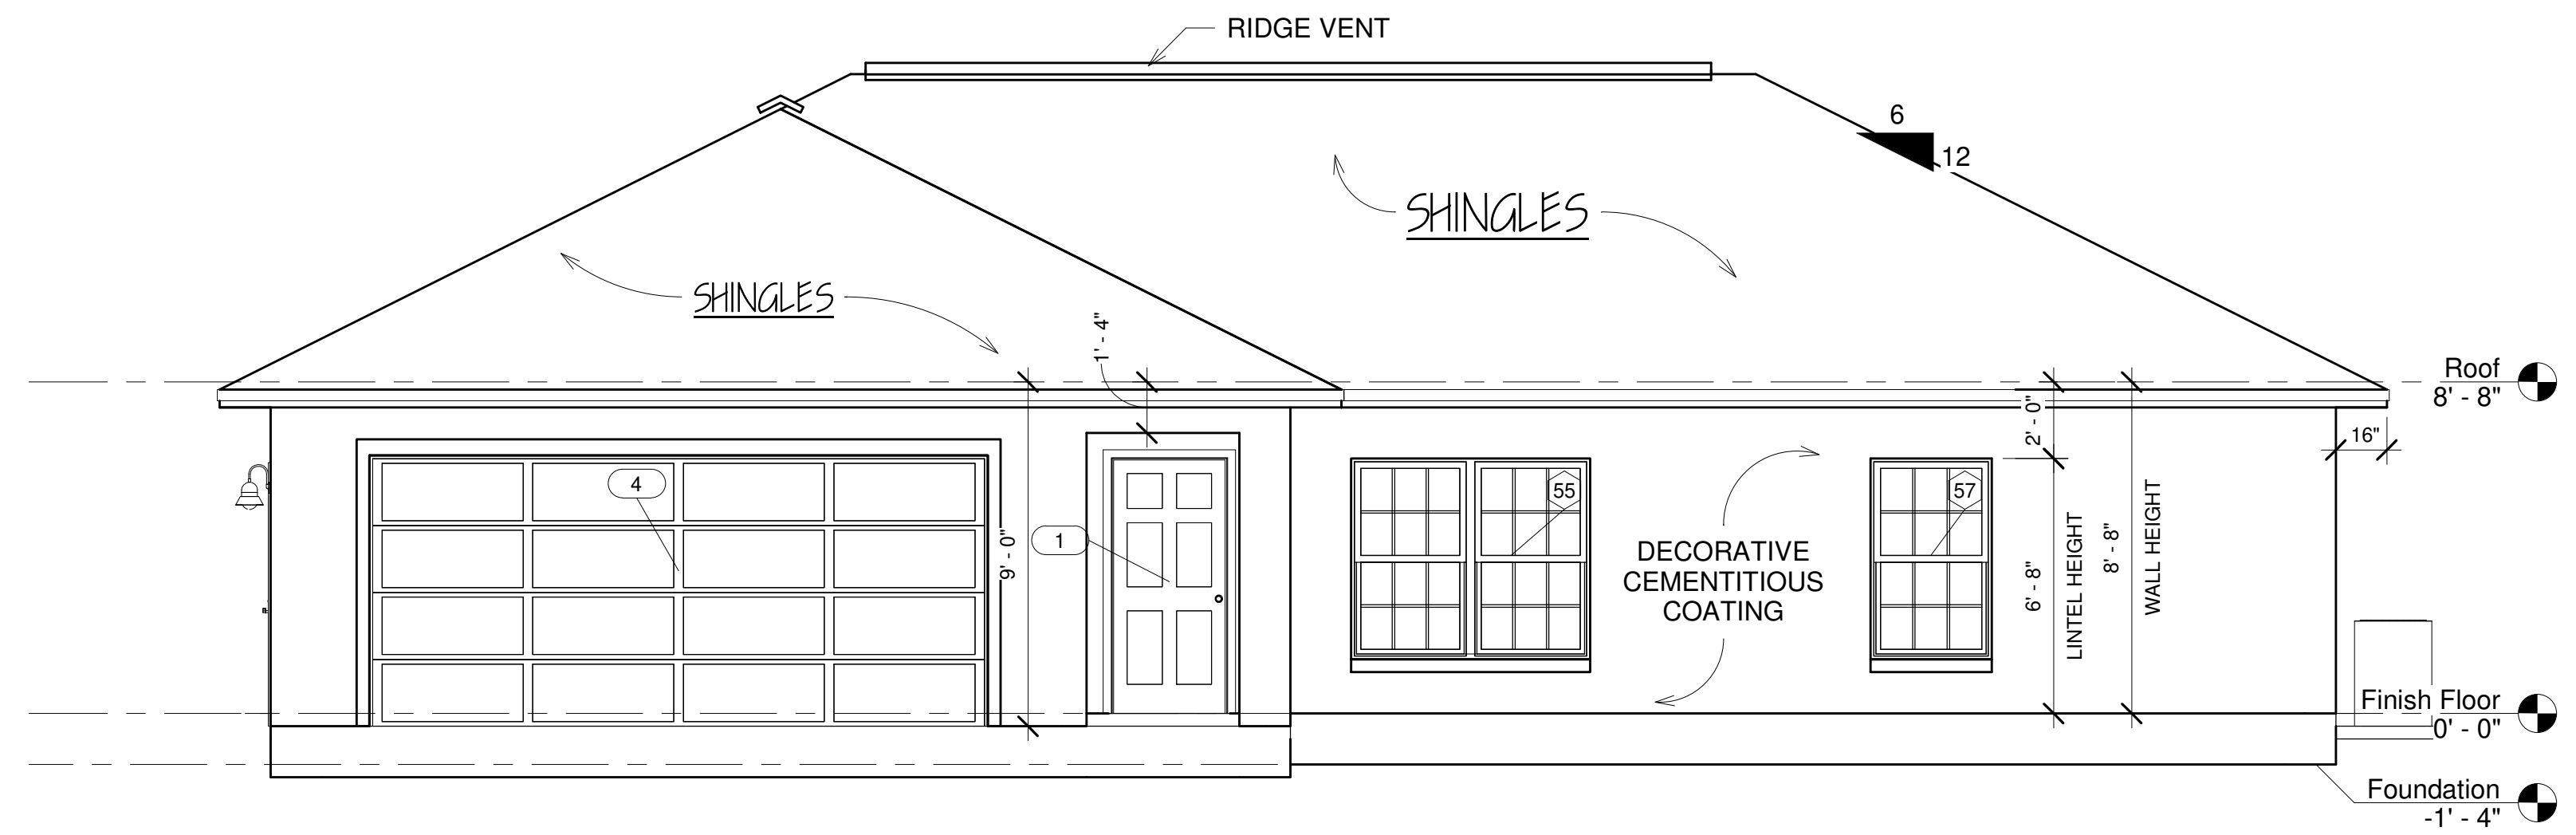 RIDGE VENT
6
12
SHINGLES
SHINGLES
1' - 4"
Roof
8' - 8"
2' - 0"
16"
4
55
57
9' - 0"
1
DECORATIVE
CEMENTITIOUS
COATING
6' - 8"
LINTEL HEIGHT
8' - 8"
WALL HEIGHT
Finish Floor
0' - 0"
Foundation
-1' - 4"